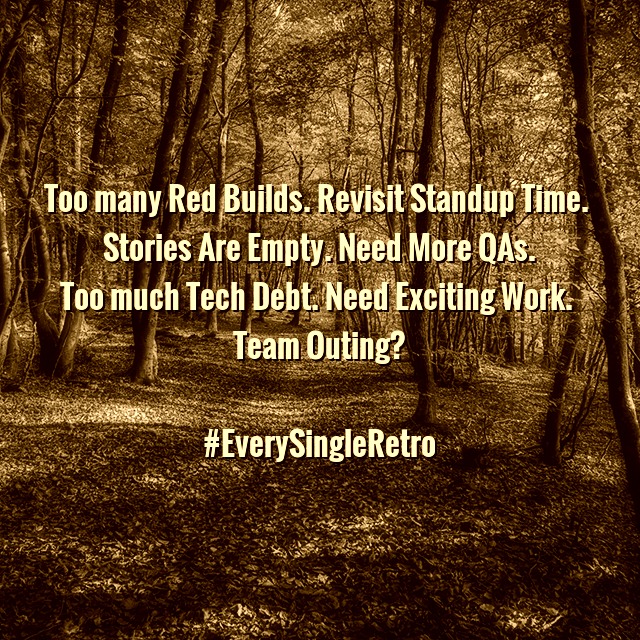 Too many Red Builds. Revisit Standup Time.
Stories Are Empty. Need More QAs.
Too much Tech Debt. Need Exciting Work.
Team Outing?
#EverySingleRetro